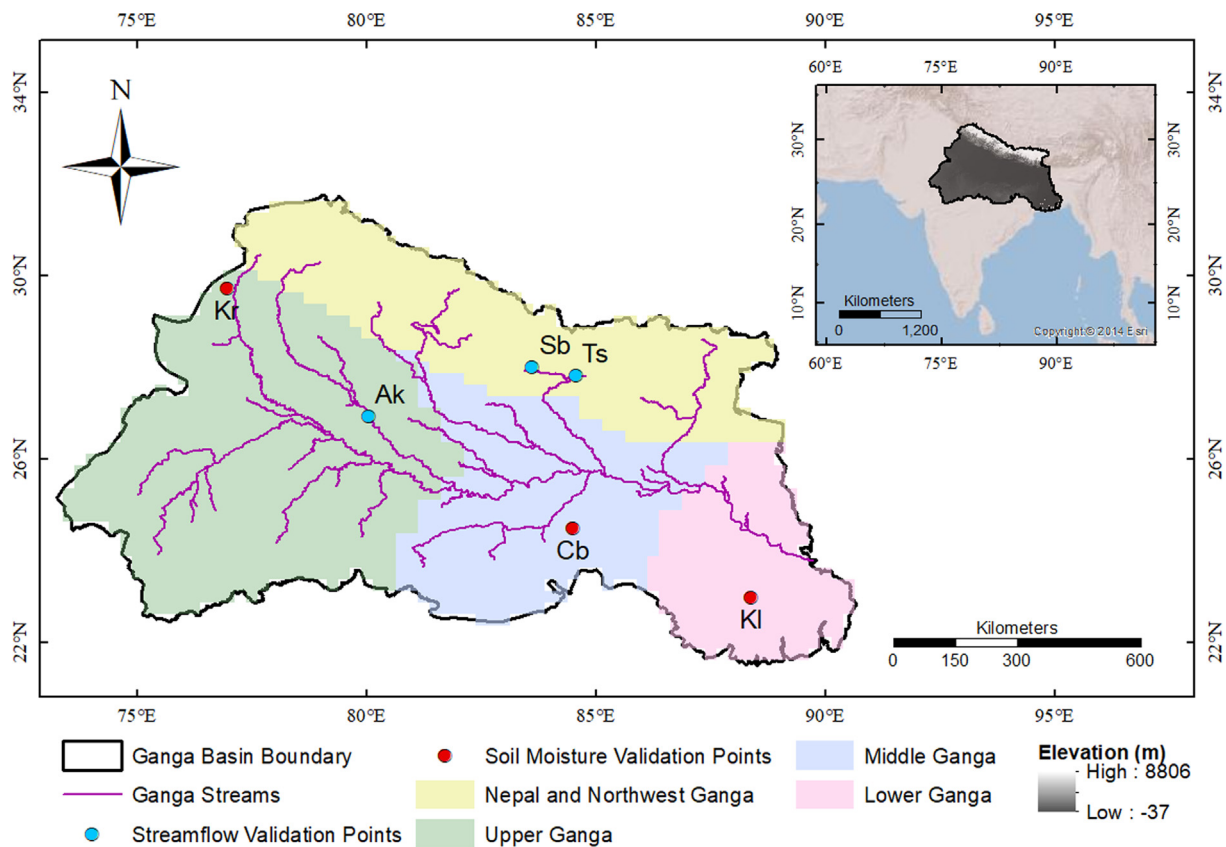 75°E 80°E 85°E 90°E 95°E
34°N
34°N
30°N
30°N
26°N
26°N
22°N
22°N
N
60°E 75°E 90°E
30°N
30°N
20°N
20°N
10°N
10°N
Kilometers
0 1,200
Copyright:© 2014 Esri
60°E 75°E 90°E
Kr
Sb
Ts
Ak
Cb
Kl
Kilometers
0 150 300 600
75°E 80°E 85°E 90°E 95°E
Ganga Basin Boundary
Ganga Streams
Streamflow Validation Points
Soil Moisture Validation Points
Nepal and Northwest Ganga
Upper Ganga
Middle Ganga
Lower Ganga
Elevation (m)
High : 8806
Low : -37